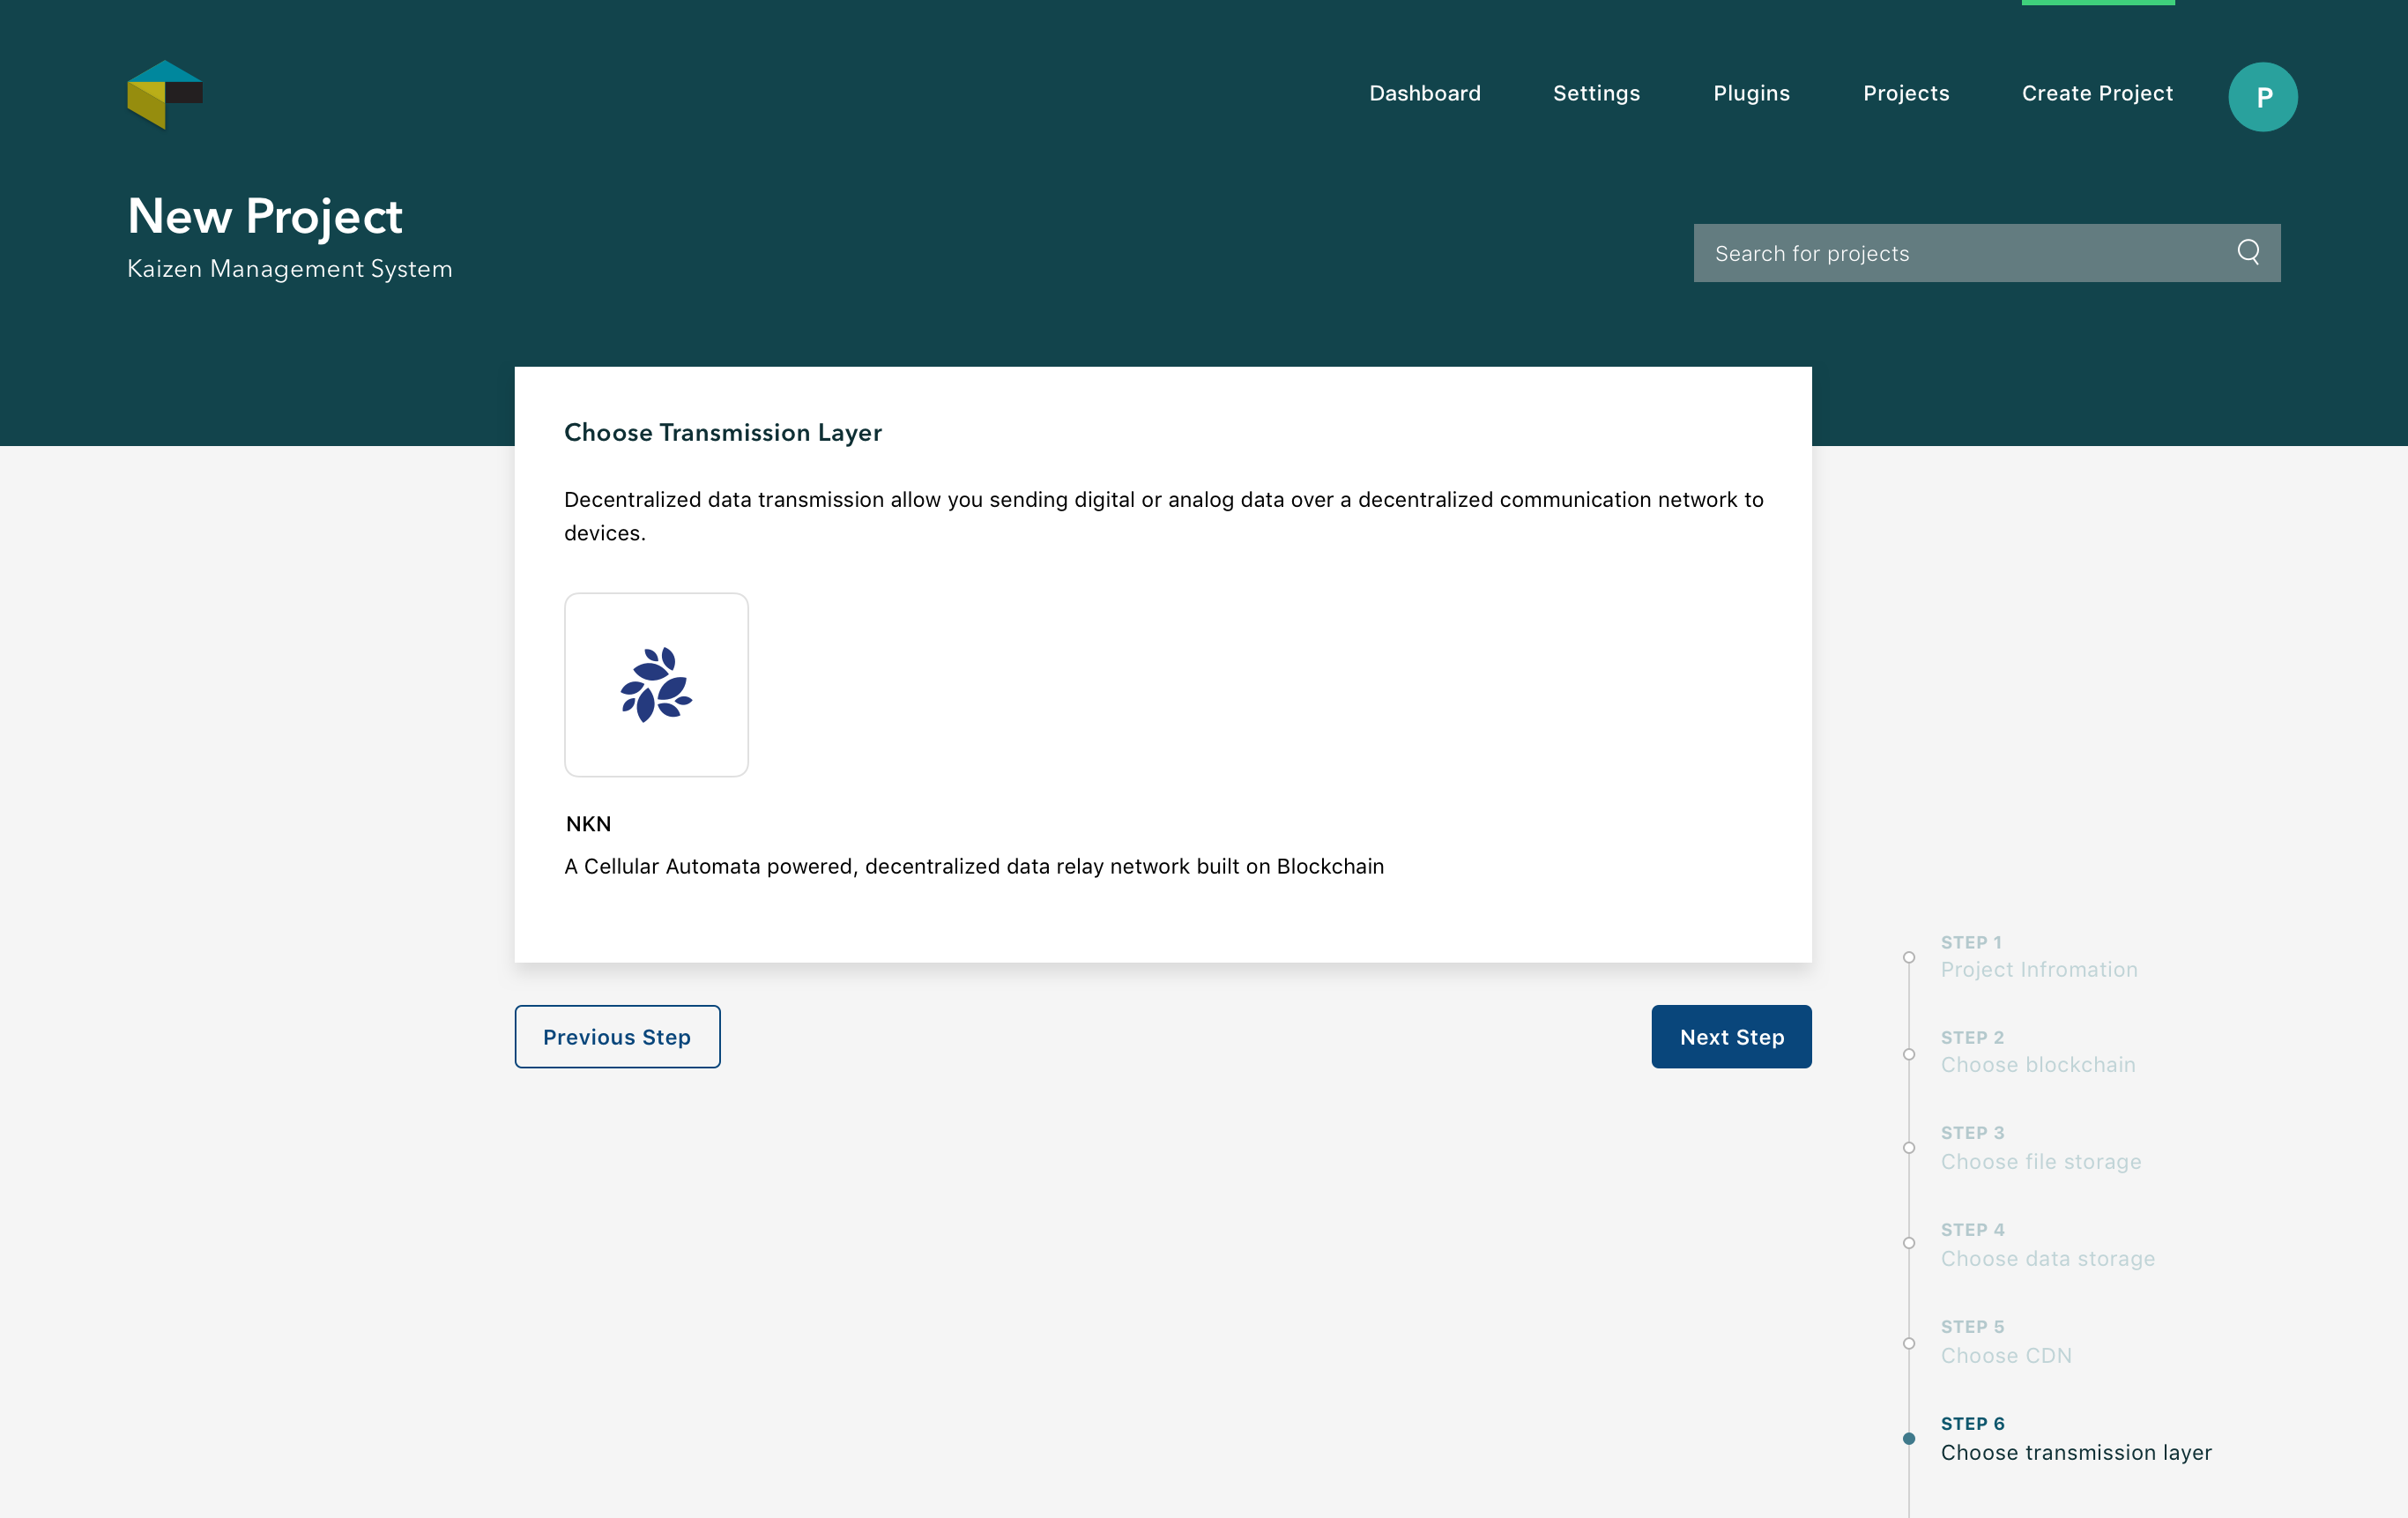 Dashboard
Settings
Plugins
Projects
Create Project
P
New Project
Kaizen Management System
Search for projects
Choose Transmission Layer
Decentralized data transmission allow you sending digital or analog data over a decentralized communication network to
devices.
NKN
A Cellular Automata powered, decentralized data relay network built on Blockchain
Previous Step
Next Step
STEP 1
Project Infromation
STEP 2
Choose blockchain
STEP 3
Choose file storage
STEP 4
Choose data storage
STEP 5
Choose CDN
STEP 6
Choose transmission layer